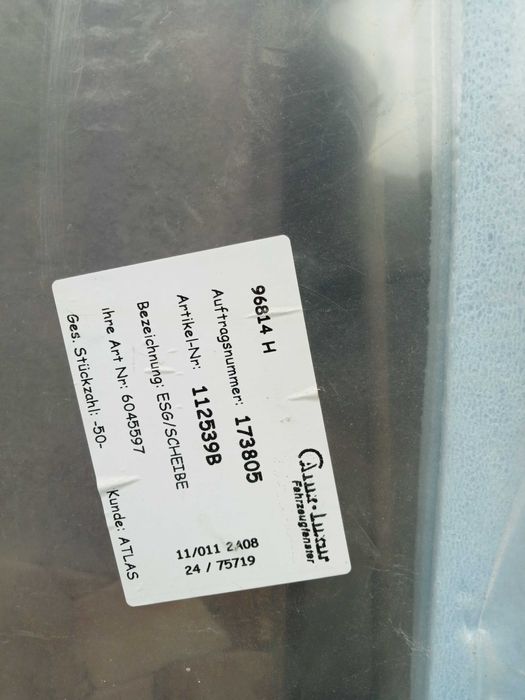 96814 H
Auftragsnummer: 173805
Artikel-Nr: 112539B
Bezeichnung: ESG/SCHEIBE
Ihre Art Nr: 6045597
Ges. Stückzahl: -50-
Kunde: ATLAS
Fahrzeugfenster
11/011 2A08
24 / 75719